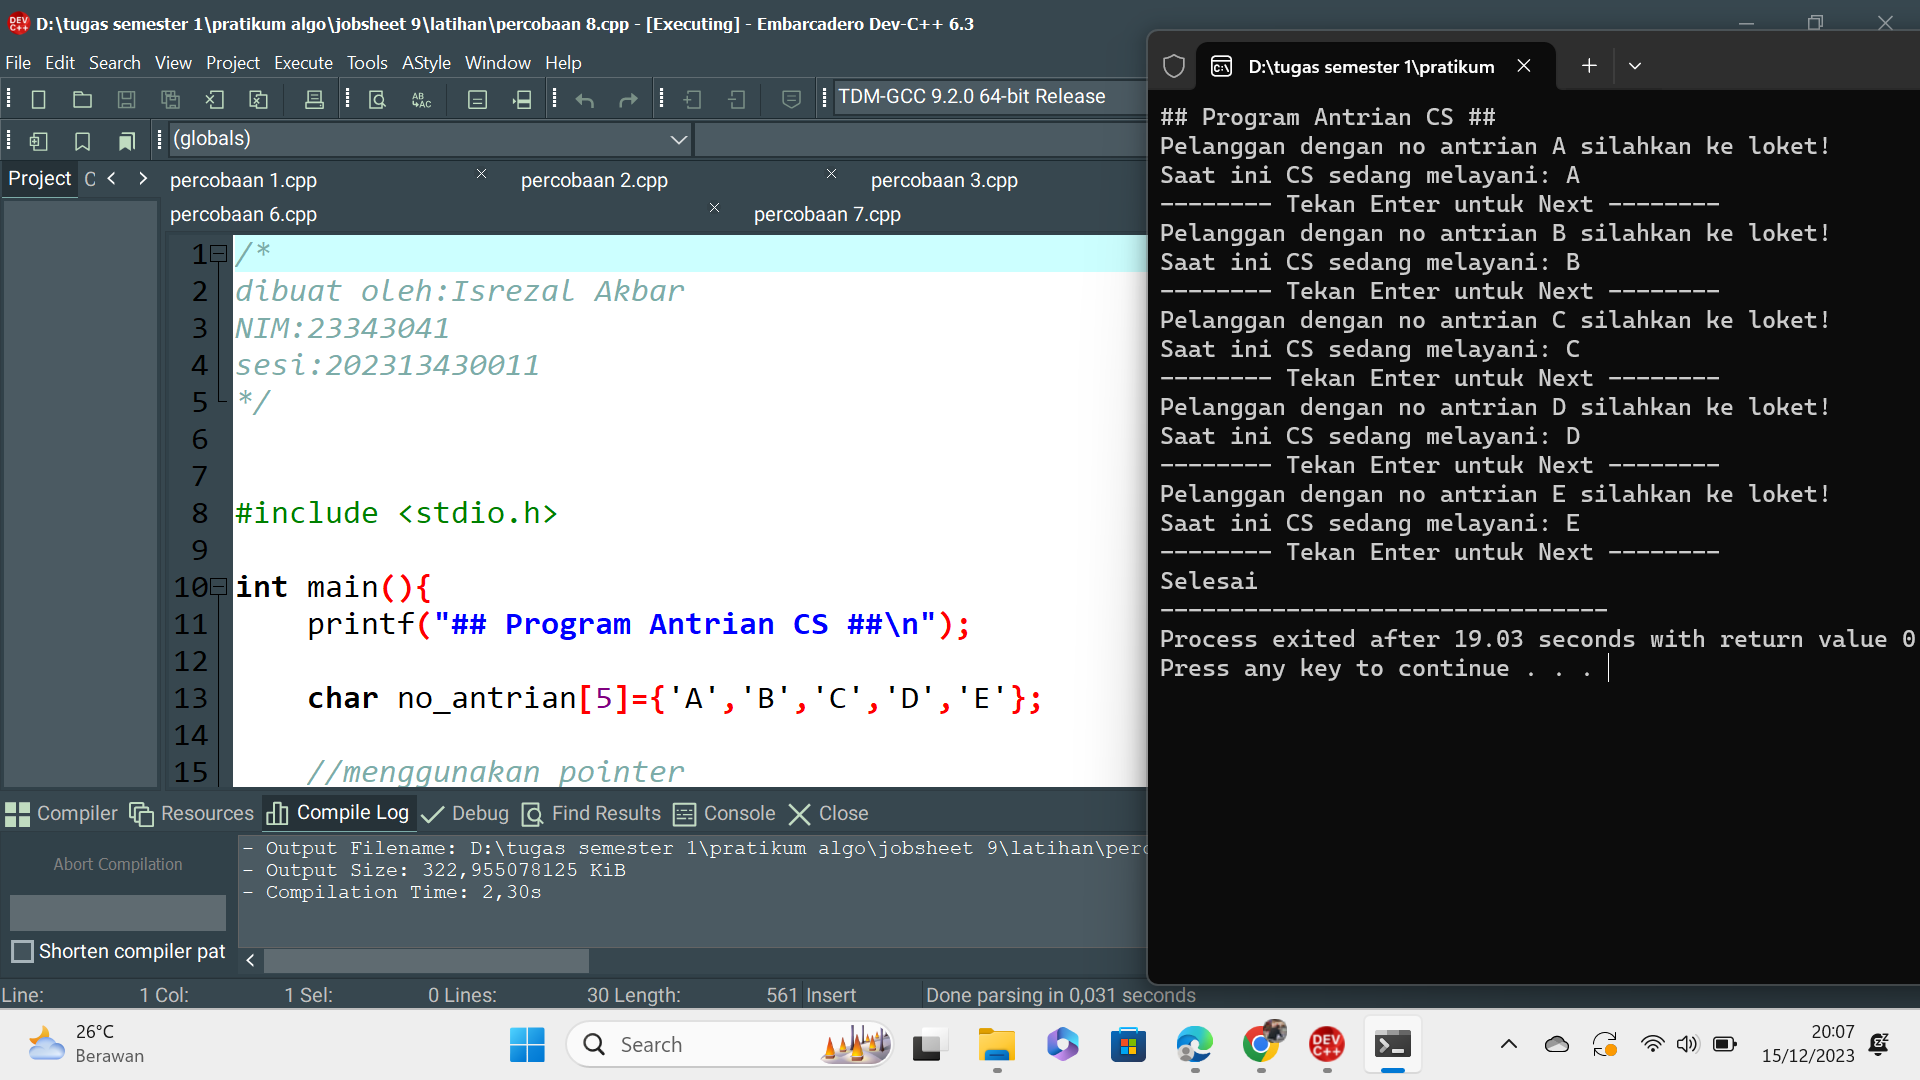 D:\tugas semester 1\pratikum algo\jobsheet 9\latihan\percobaan 8.cpp - [Executing] - Embarcadero Dev-C++ 6.3
File Edit Search View Project Execute Tools AStyle Window Help
TDM-GCC 9.2.0 64-bit Release
(globals)
Project
percobaan 1.cpp percobaan 2.cpp percobaan 3.cpp
percobaan 6.cpp percobaan 7.cpp
1 /*
2 dibuat oleh:Isrezal Akbar
3 NIM:23343041
4 sesi:202313430011
5 */
6
7
8 #include <stdio.h>
9
10 int main(){
11 printf("## Program Antrian CS ##\n");
12
13 char no_antrian[5]={'A','B','C','D','E'};
14
15 //menggunakan pointer
Compiler Resources Compile Log Debug Find Results Console Close
Abort Compilation
Shorten compiler pat
- Output Filename: D:\tugas semester 1\pratikum algo\jobsheet 9\latihan\perc
- Output Size: 322,955078125 KiB
- Compilation Time: 2,30s
Line: 1 Col: 1 Sel: 0 Lines: 30 Length: 561 Insert Done parsing in 0,031 seconds
D:\tugas semester 1\pratikum
## Program Antrian CS ##
Pelanggan dengan no antrian A silahkan ke loket!
Saat ini CS sedang melayani: A
-------- Tekan Enter untuk Next --------
Pelanggan dengan no antrian B silahkan ke loket!
Saat ini CS sedang melayani: B
-------- Tekan Enter untuk Next --------
Pelanggan dengan no antrian C silahkan ke loket!
Saat ini CS sedang melayani: C
-------- Tekan Enter untuk Next --------
Pelanggan dengan no antrian D silahkan ke loket!
Saat ini CS sedang melayani: D
-------- Tekan Enter untuk Next --------
Pelanggan dengan no antrian E silahkan ke loket!
Saat ini CS sedang melayani: E
-------- Tekan Enter untuk Next --------
Selesai
--------------------------------
Process exited after 19.03 seconds with return value 0
Press any key to continue . . .
26°C
Berawan
Search
DEV C++
20:07
15/12/2023